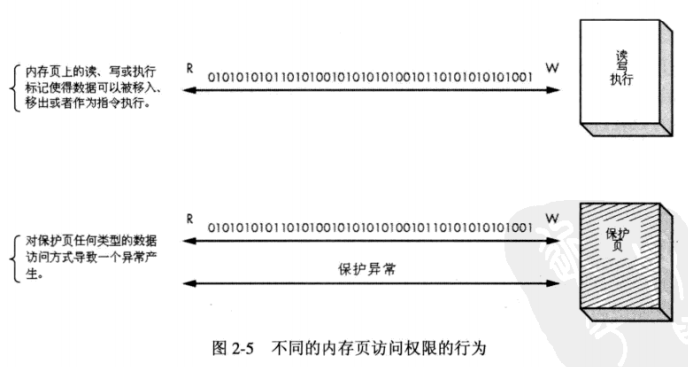 内存页上的读、写或执行
标记使得数据可以被移入、
移出或者作为指令执行。
R
W
0101010101101010010101010100101101010101010101001
读
写
执行
对保护页任何类型的数据
访问方式导致一个异常产
生。
R
W
0101010101101010010101010100101101010101010101001
保护异常
保护
页
图 2-5 不同的内存页访问权限的行为